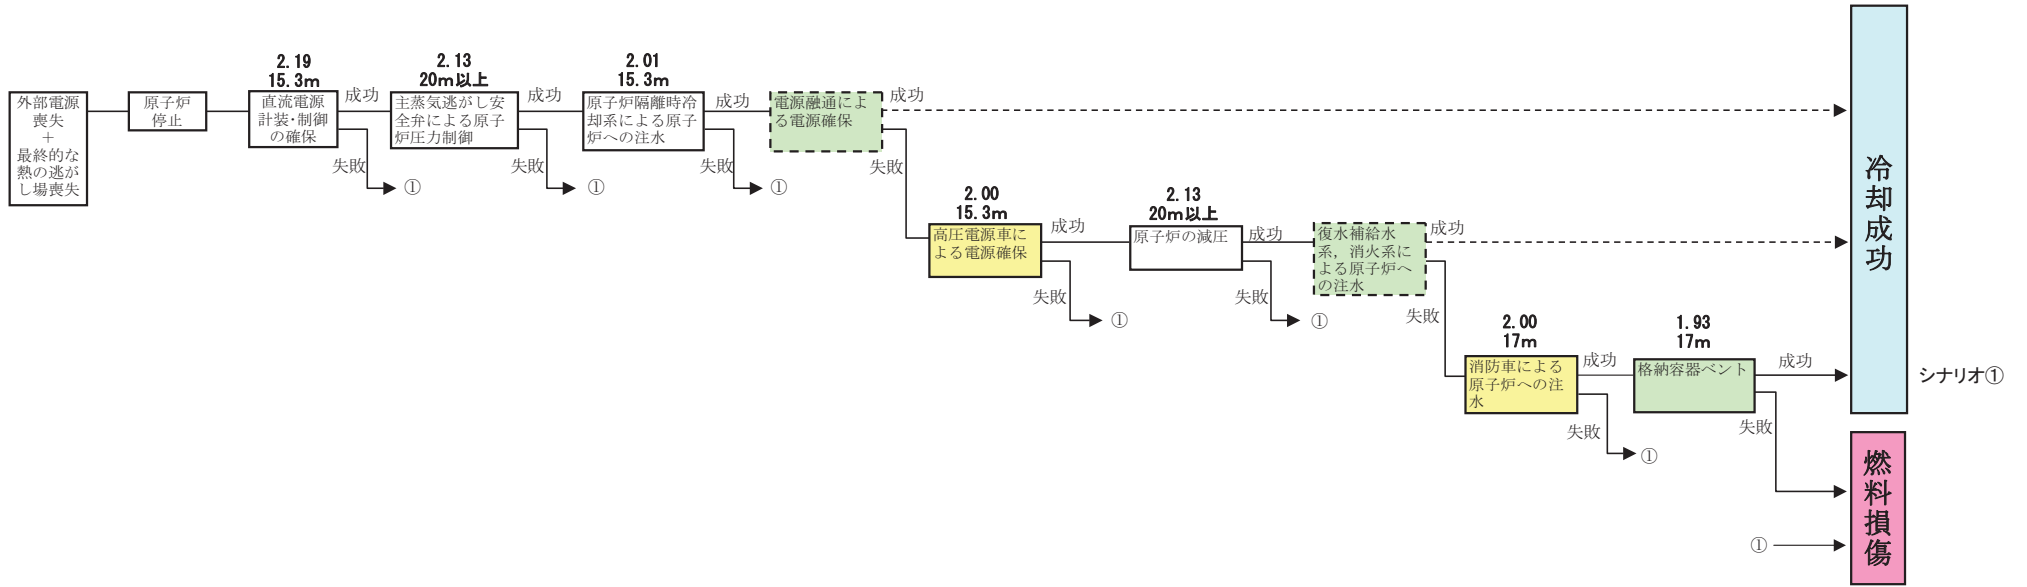 外部電源
喪失
＋
最終的な
熱の逃が
し場喪失
原子炉
停止
2.19
15.3m
直流電源
計装・制御
の確保
成功
失敗
①
2.13
20m以上
主蒸気逃がし安
全弁による原子
炉圧力制御
成功
失敗
①
2.01
15.3m
原子炉隔離時冷
却系による原子
炉への注水
成功
失敗
①
電源融通によ
る電源確保
成功
失敗
2.00
15.3m
高圧電源車に
よる電源確保
成功
失敗
①
2.13
20m以上
原子炉の減圧
成功
失敗
①
復水補給水
系，消火系に
よる原子炉へ
の注水
成功
失敗
2.00
17m
消防車による
原子炉への注
水
成功
失敗
①
1.93
17m
格納容器ベント
成功
失敗
冷却成功
シナリオ①
燃料損傷
①